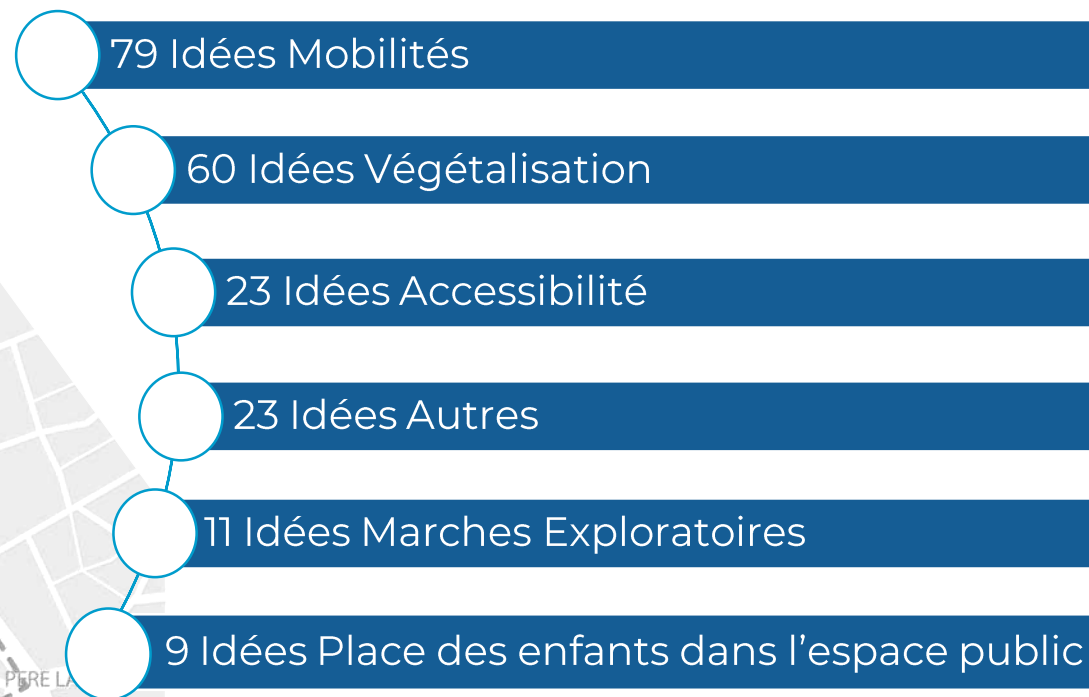 79 Idées Mobilités
60 Idées Végétalisation
23 Idées Accessibilité
23 Idées Autres
11 Idées Marches Exploratoires
9 Idées Place des enfants dans l’espace public
PERE